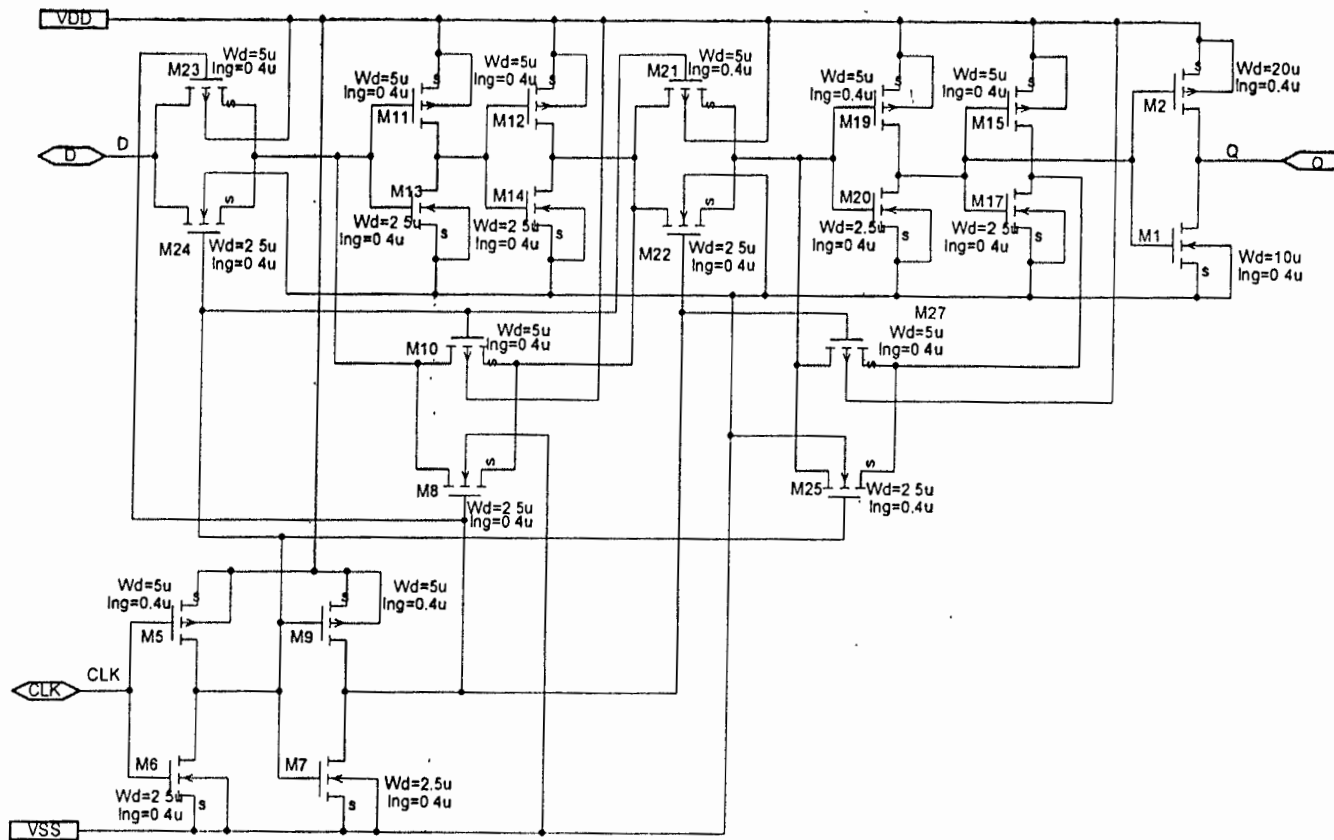 VDD
Wd=5u
lng=0 4u
M23
Wd=5u
lng=0 4u
M11
Wd=5u
lng=0 4u
M12
Wd=5u
lng=0.4u
M21
Wd=5u
lng=0.4u
M19
Wd=5u
lng=0 4u
M15
Wd=20u
lng=0.4u
M2
S
S
S
S
S
S
S
D
D
Q
Q
M24
Wd=2 5u
lng=0 4u
S
M13
Wd=2 5u
lng=0 4u
S
M14
Wd=2 5u
lng=0 4u
S
M22
Wd=2 5u
lng=0 4u
S
M20
Wd=2.5u
lng=0 4u
S
M17
Wd=2 5u
lng=0 4u
S
M1
Wd=10u
lng=0 4u
S
M10
Wd=5u
lng=0 4u
S
M27
Wd=5u
lng=0 4u
S
M8
Wd=2 5u
lng=0 4u
S
M25
Wd=2 5u
lng=0.4u
S
Wd=5u
lng=0.4u
M5
S
Wd=5u
lng=0.4u
M9
S
CLK
CLK
M6
Wd=2 5u
lng=0 4u
S
M7
Wd=2.5u
lng=0 4u
S
VSS